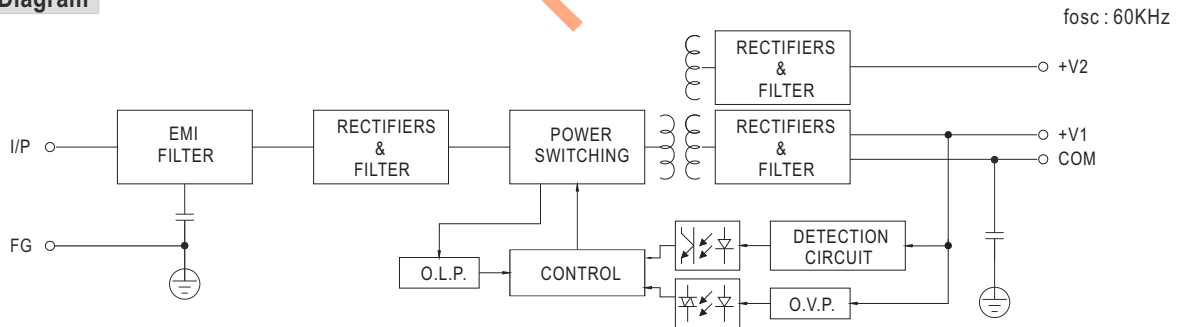 Diagram
fosc : 60KHz
RECTIFIERS
&
FILTER
+V2
I/P
EMI
FILTER
RECTIFIERS
&
FILTER
POWER
SWITCHING
RECTIFIERS
&
FILTER
+V1
COM
FG
O.L.P.
CONTROL
DETECTION
CIRCUIT
O.V.P.